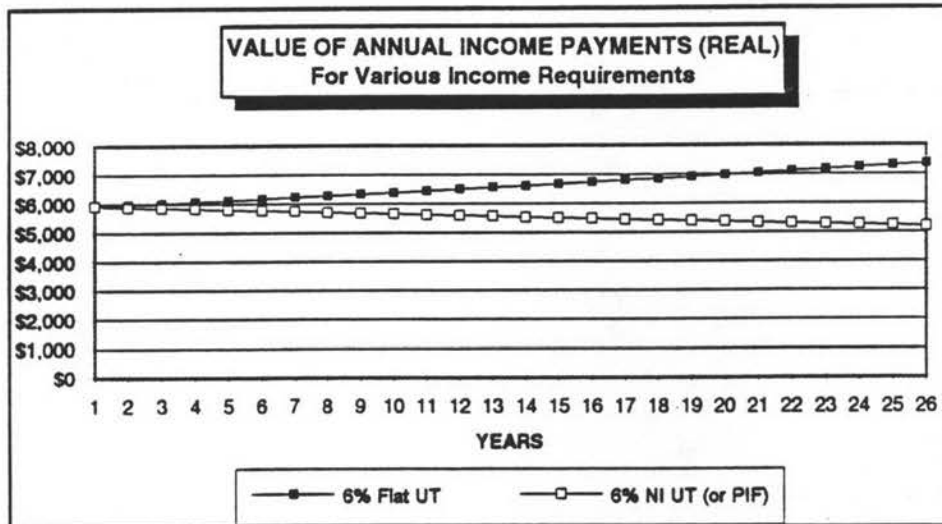 VALUE OF ANNUAL INCOME PAYMENTS (REAL)
For Various Income Requirements
$8,000
$7,000
$6,000
$5,000
$4,000
$3,000
$2,000
$1,000
$0
1 2 3 4 5 6 7 8 9 10 11 12 13 14 15 16 17 18 19 20 21 22 23 24 25 26
YEARS
6% Flat UT 6% NI UT (or PIF)